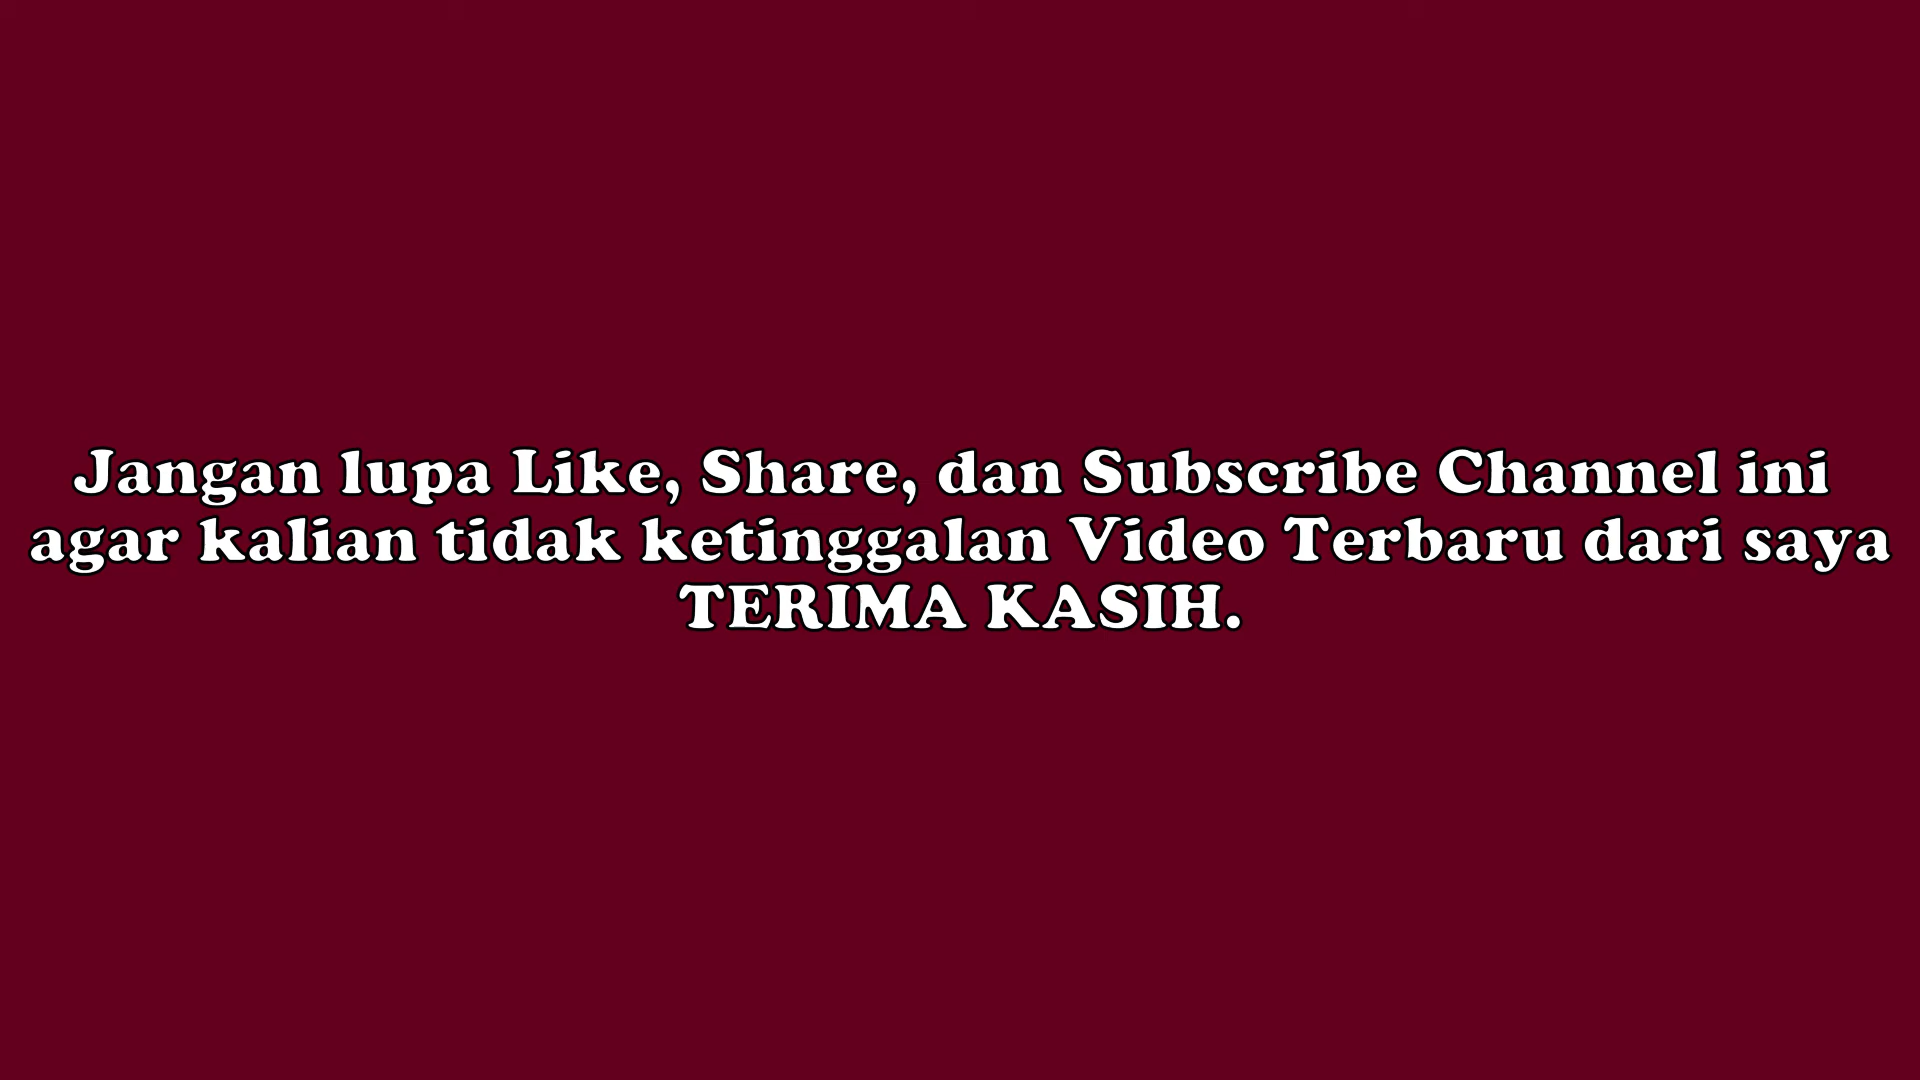 Jangan lupa Like, Share, dan Subscribe Channel ini
agar kalian tidak ketinggalan Video Terbaru dari saya
TERIMA KASIH.